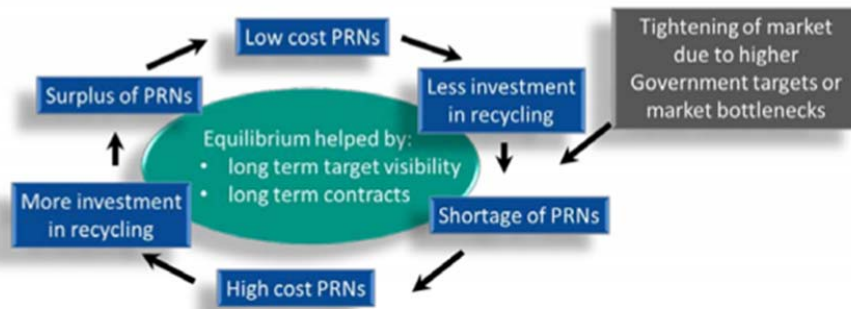 Low cost PRNs
Tightening of market
due to higher
Government targets or
market bottlenecks
Surplus of PRNs
Less investment
in recycling
Equilibrium helped by:
• long term target visibility
• long term contracts
More investment
in recycling
Shortage of PRNs
High cost PRNs